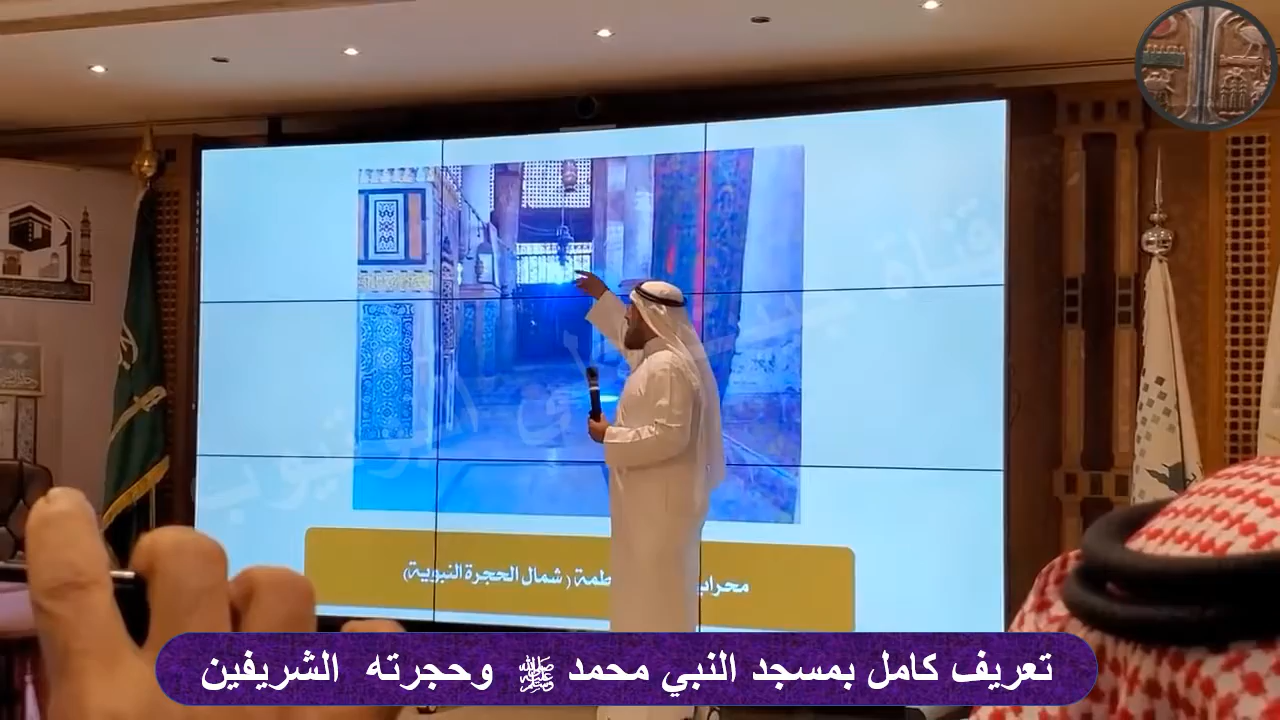 محراب طمة (شمال الحجرة النبوية)
تعريف كامل بمسجد النبي محمد ﷺ وحجرته الشريفين